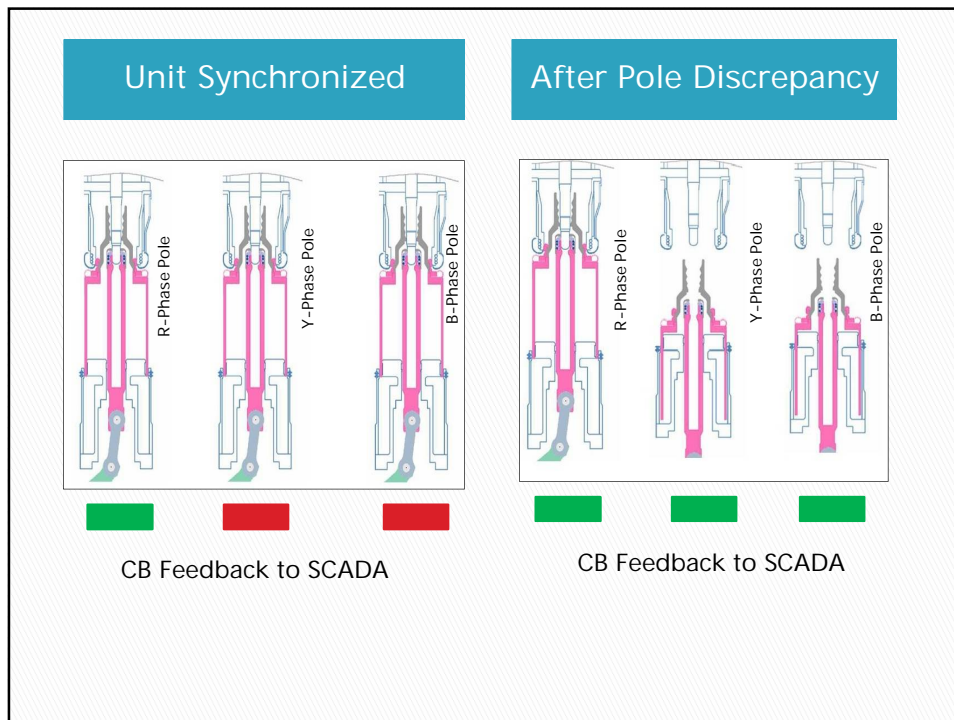 Unit Synchronized
After Pole Discrepancy
R-Phase Pole
Y-Phase Pole
B-Phase Pole
R-Phase Pole
Y-Phase Pole
B-Phase Pole
CB Feedback to SCADA
CB Feedback to SCADA